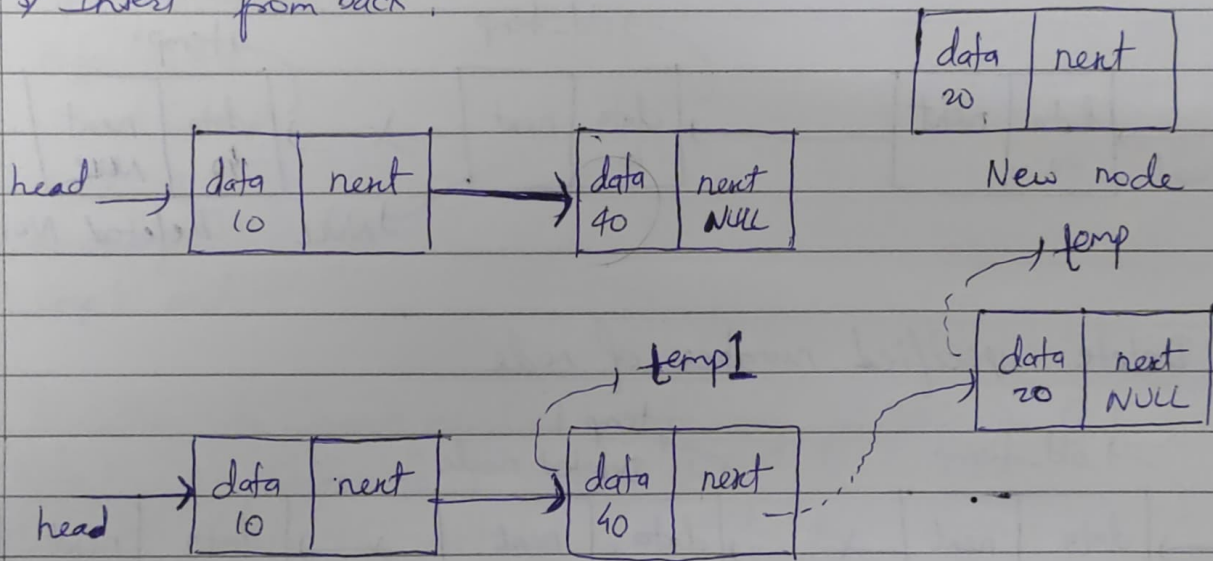 * Insert from back.
data next
20
head data next data next
10 40 NULL
New node
temp
temp1
data next
20 NULL
data next data next
head 10 40